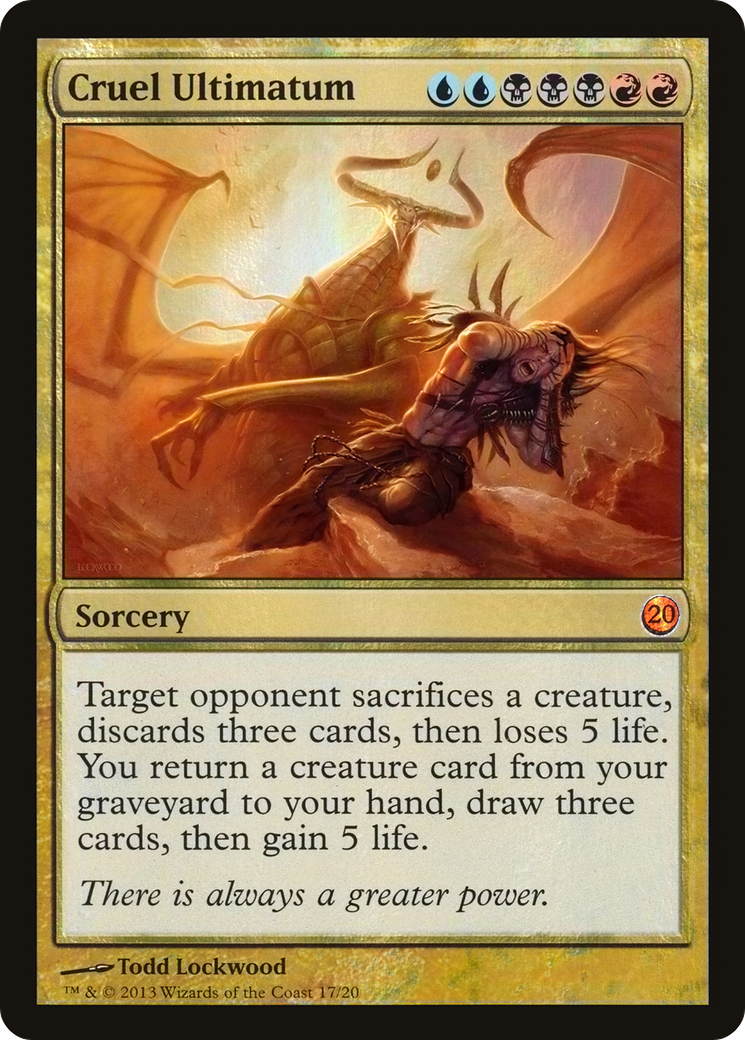 Cruel Ultimatum
LOCKWOOD
Sorcery
20
Target opponent sacrifices a creature,
discards three cards, then loses 5 life.
You return a creature card from your
graveyard to your hand, draw three
cards, then gain 5 life.
There is always a greater power.
Todd Lockwood
™ & © 2013 Wizards of the Coast 17/20